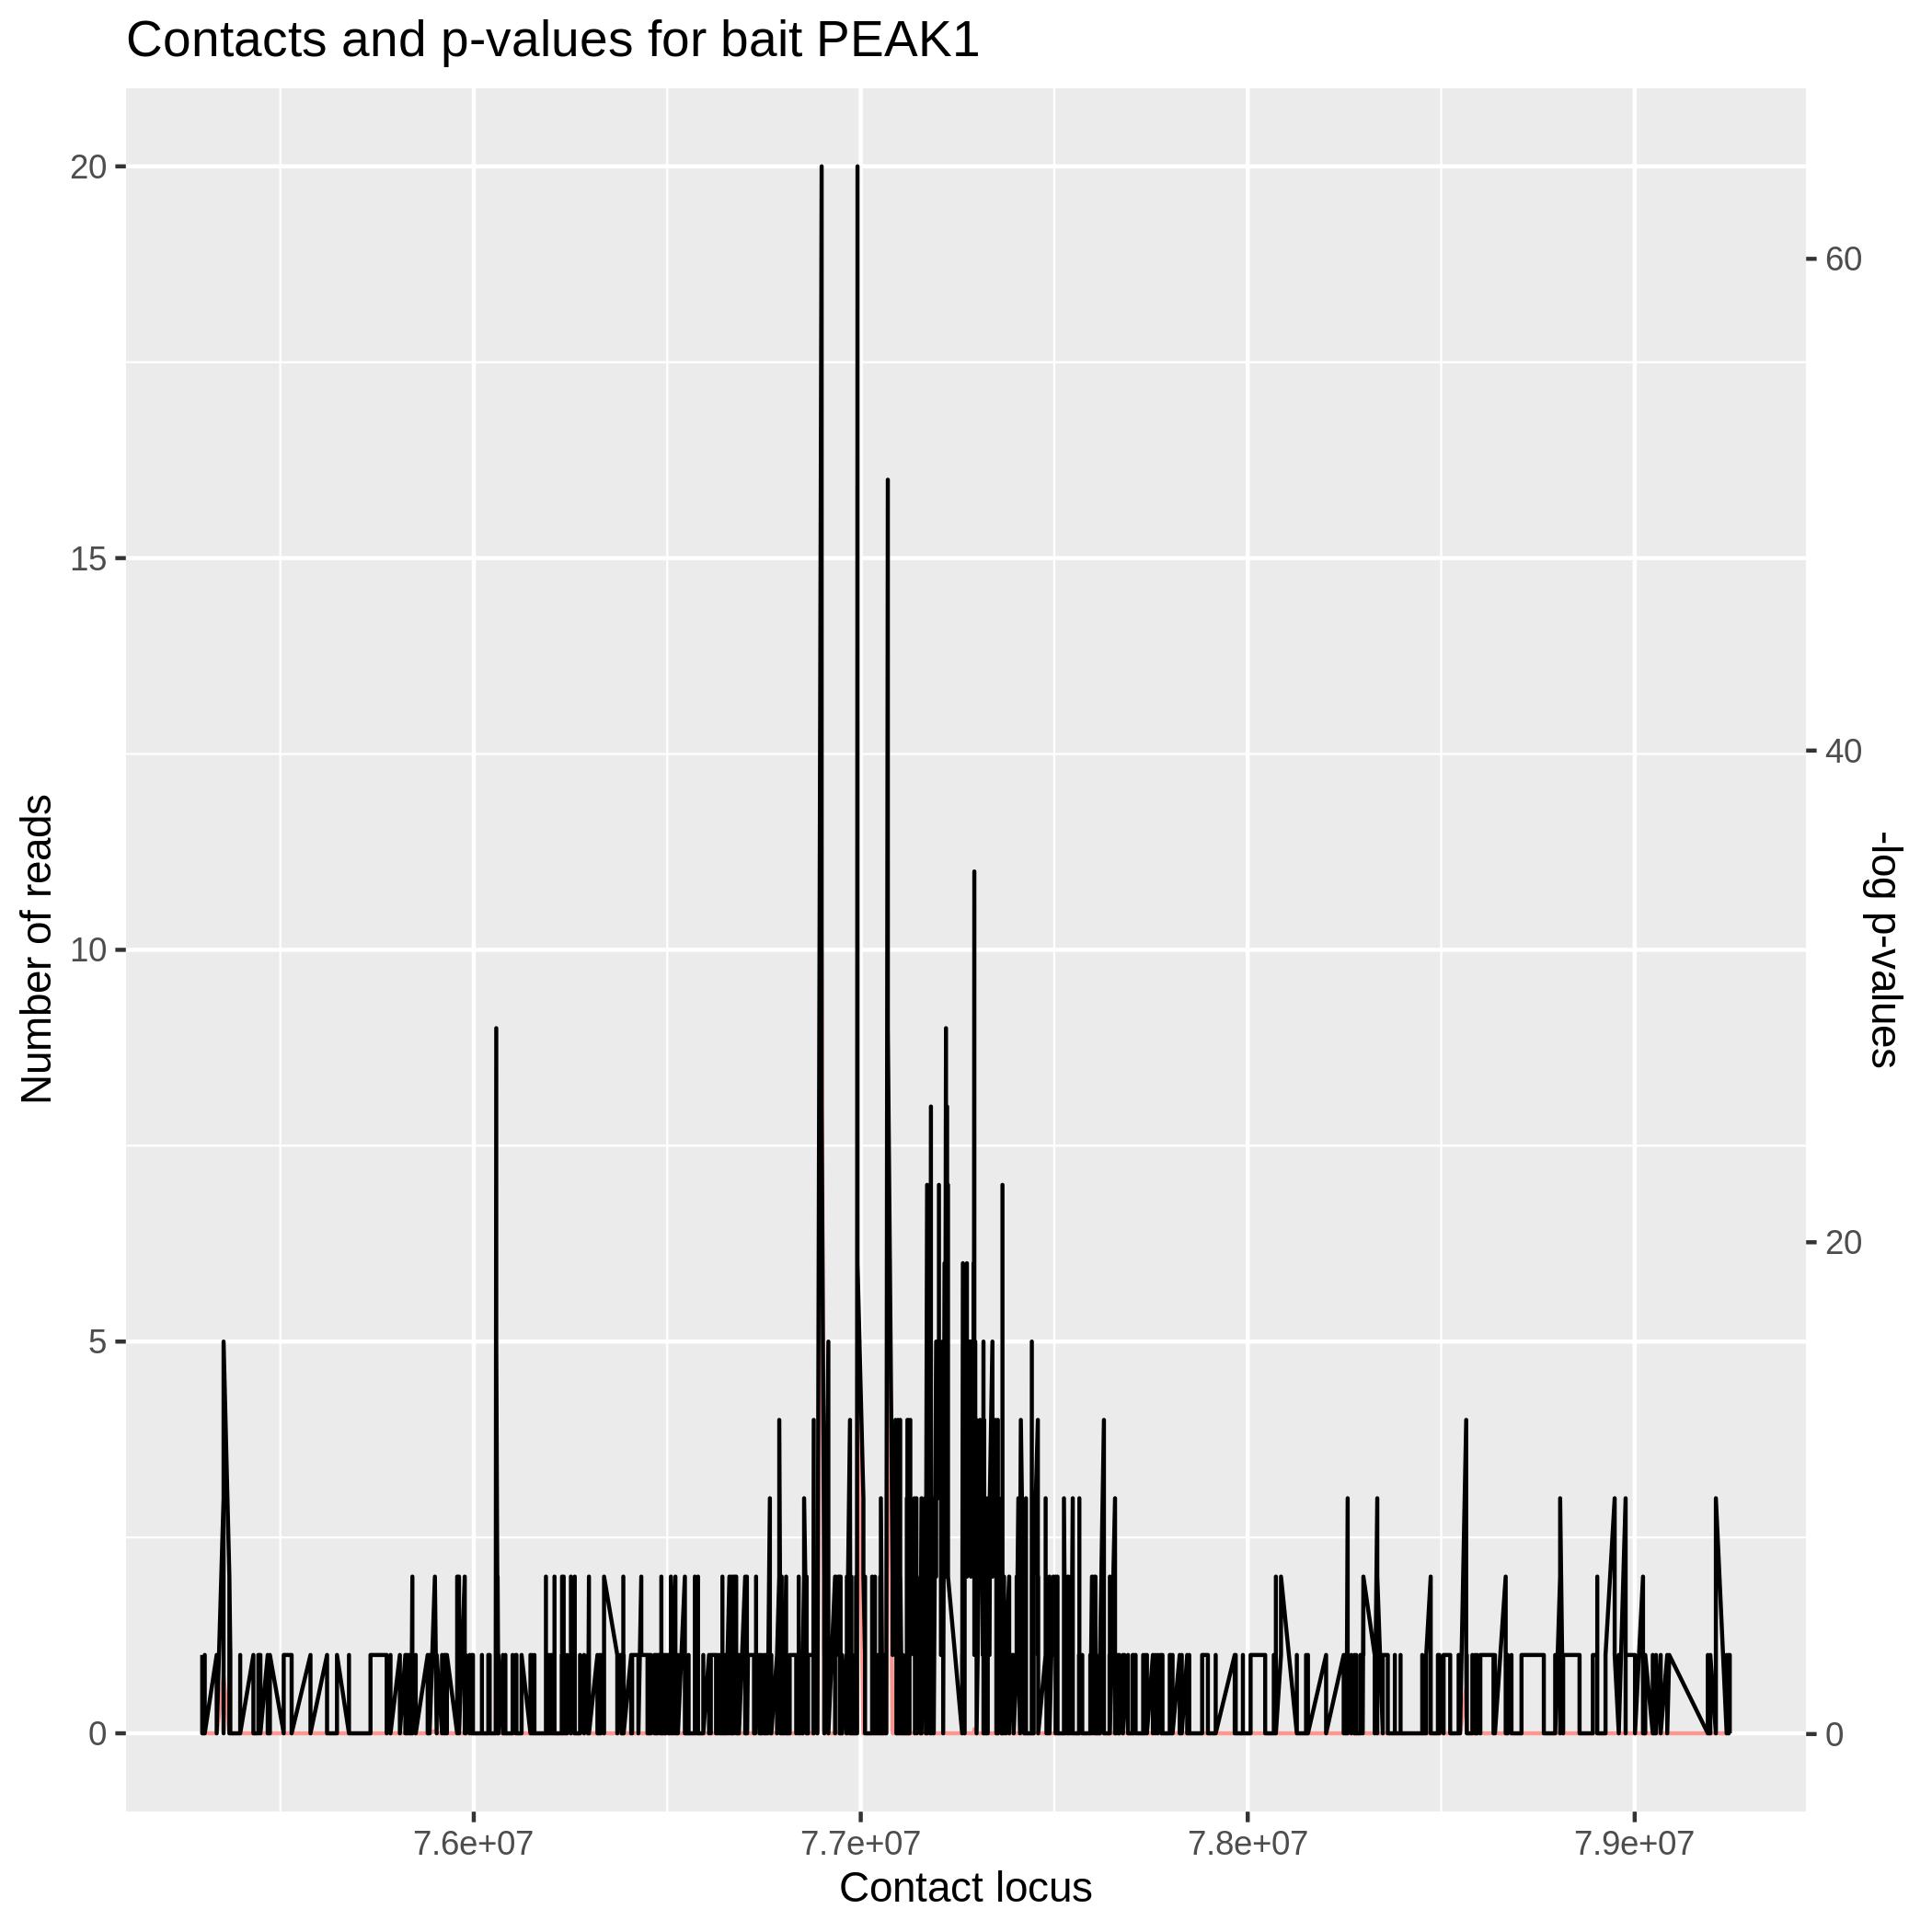 Contacts and p-values for bait PEAK1
20
15
10
5
0
Number of reads
60
40
20
0
-log p-values
7.6e+07 7.7e+07 7.8e+07 7.9e+07
Contact locus